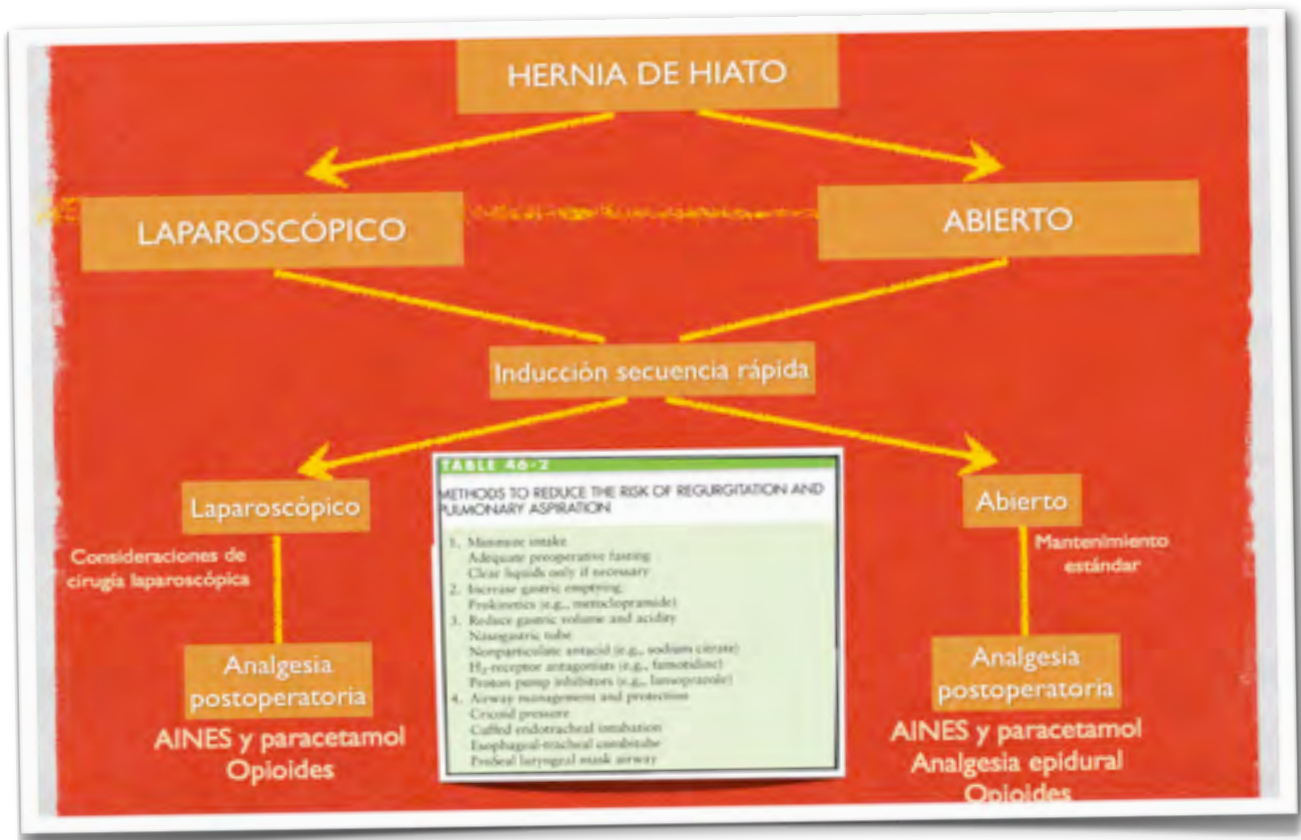 HERNIA DE HIATO
LAPAROSCÓPICO
ABIERTO
Inducción secuencia rápida
Laparoscópico
Consideraciones de
cirugía laparoscópica
Analgesia
postoperatoria
AINES y paracetamol
Opioides
TABLE 46-2
METHODS TO REDUCE THE RISK OF REGURGITATION AND
PULMONARY ASPIRATION
1. Minimize intake
Adequate preoperative fasting
Clear liquids only if necessary
2. Increase gastric emptying
Prokinetics (e.g., metoclopramide)
3. Reduce gastric volume and acidity
Nasogastric tube
Nonparticulate antacid (e.g., sodium citrate)
H₂-receptor antagonists (e.g., famotidine)
Proton pump inhibitors (e.g., lansoprazole)
4. Airway management and protection
Cricoid pressure
Cuffed endotracheal intubation
Esophageal-tracheal combitube
ProSeal laryngeal mask airway
Abierto
Mantenimiento
estándar
Analgesia
postoperatoria
AINES y paracetamol
Analgesia epidural
Opioides